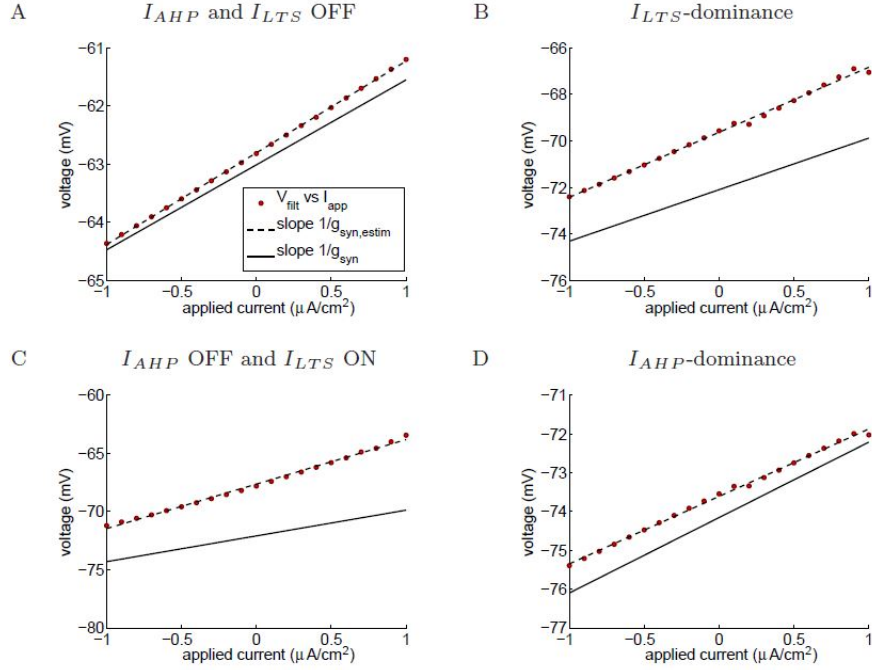 A
I_AHP and I_LTS OFF
−61
−62
−63
−64
−65
voltage (mV)
V_filt vs I_app
slope 1/g_syn,estim
slope 1/g_syn
−1
−0.5
0
0.5
1
applied current (μA/cm²)
B
I_LTS-dominance
−66
−68
−70
−72
−74
−76
voltage (mV)
−1
−0.5
0
0.5
1
applied current (μA/cm²)
C
I_AHP OFF and I_LTS ON
−60
−65
−70
−75
−80
voltage (mV)
−1
−0.5
0
0.5
1
applied current (μA/cm²)
D
I_AHP-dominance
−71
−72
−73
−74
−75
−76
−77
voltage (mV)
−1
−0.5
0
0.5
1
applied current (μA/cm²)